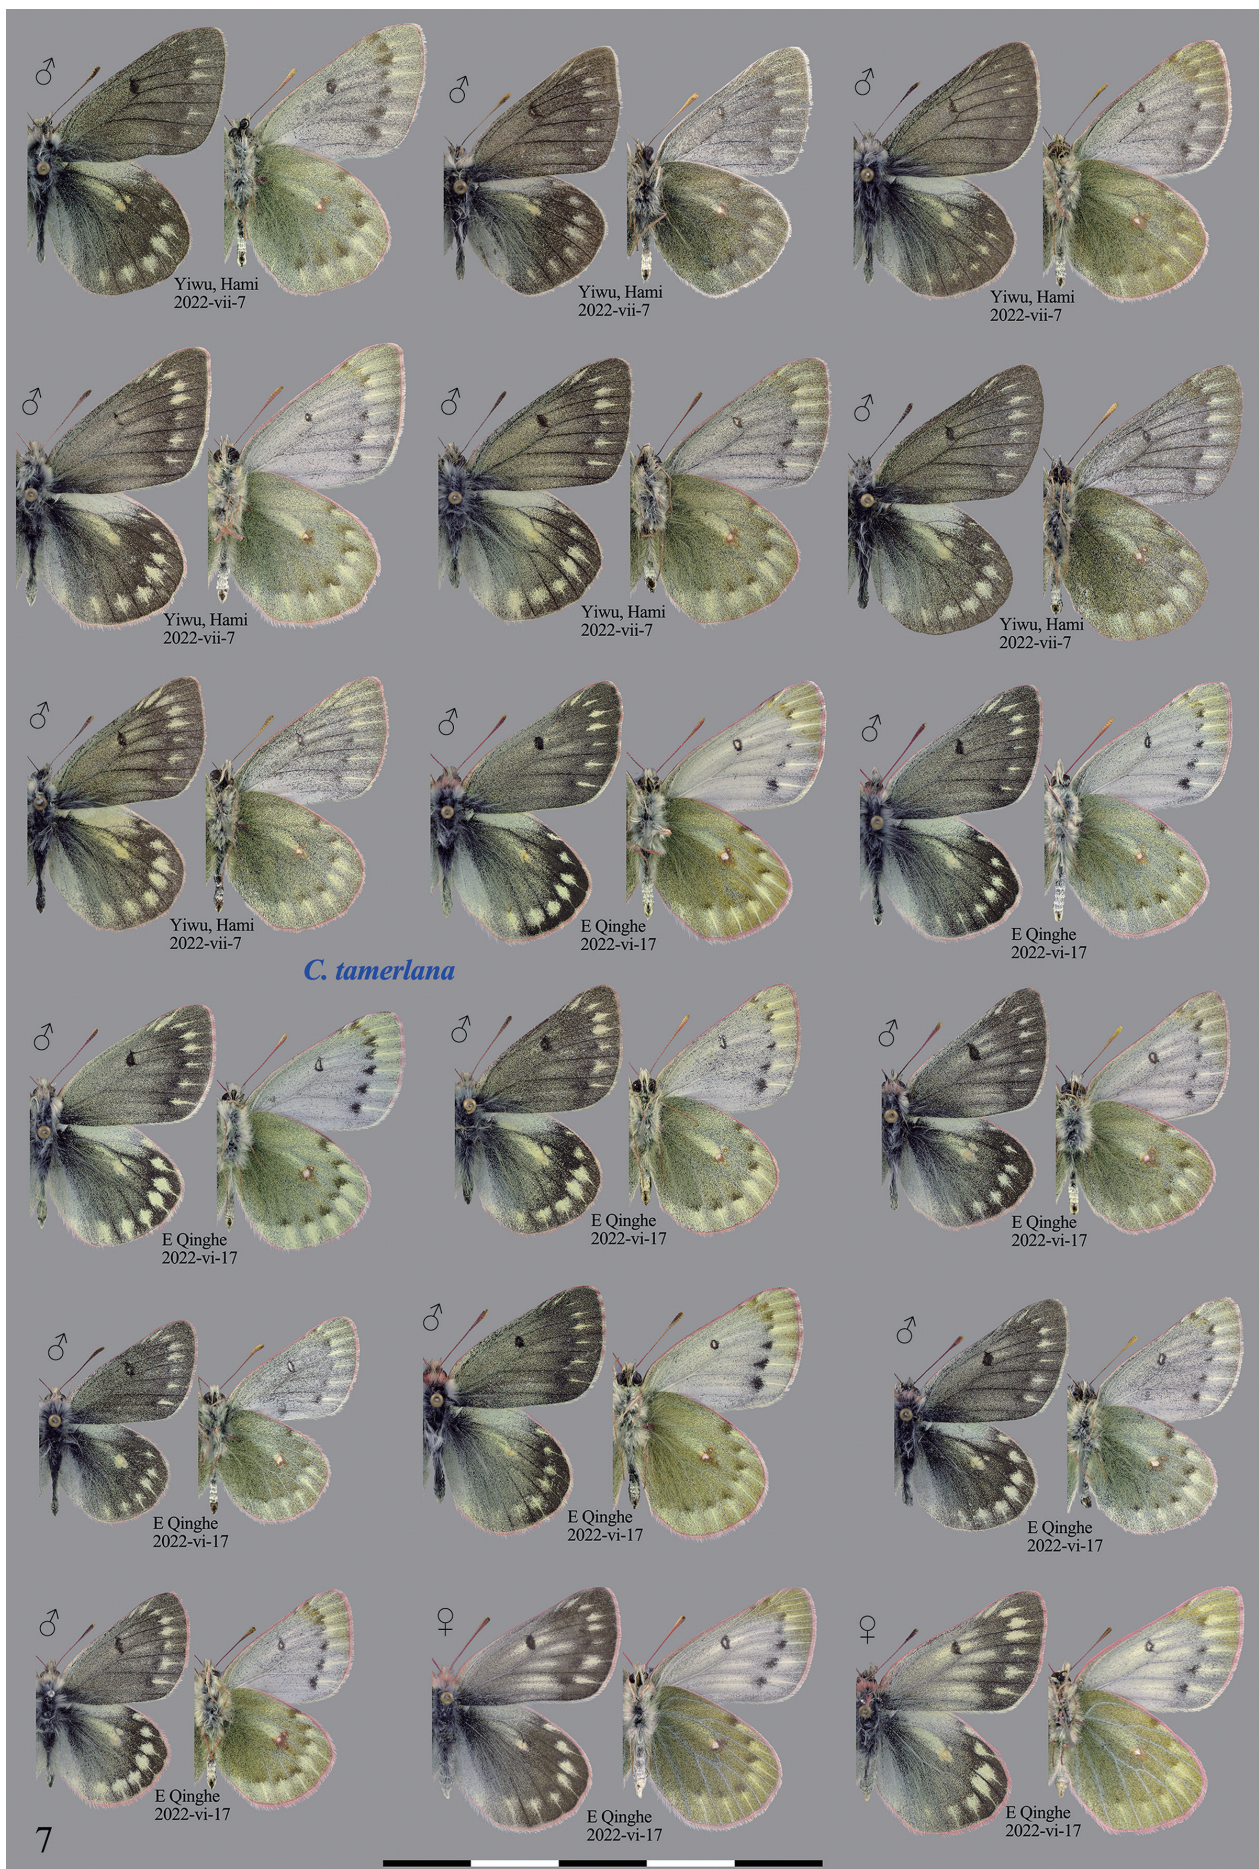 ♂
♂
♂
Yiwu, Hami
2022-vii-7
Yiwu, Hami
2022-vii-7
Yiwu, Hami
2022-vii-7
♂
♂
♂
Yiwu, Hami
2022-vii-7
Yiwu, Hami
2022-vii-7
Yiwu, Hami
2022-vii-7
♂
♂
♂
Yiwu, Hami
2022-vii-7
E Qinghe
2022-vi-17
E Qinghe
2022-vi-17
C. tamerlana
♂
♂
♂
E Qinghe
2022-vi-17
E Qinghe
2022-vi-17
E Qinghe
2022-vi-17
♂
♂
♂
E Qinghe
2022-vi-17
E Qinghe
2022-vi-17
E Qinghe
2022-vi-17
♂
♀
♀
E Qinghe
2022-vi-17
E Qinghe
2022-vi-17
E Qinghe
2022-vi-17
7